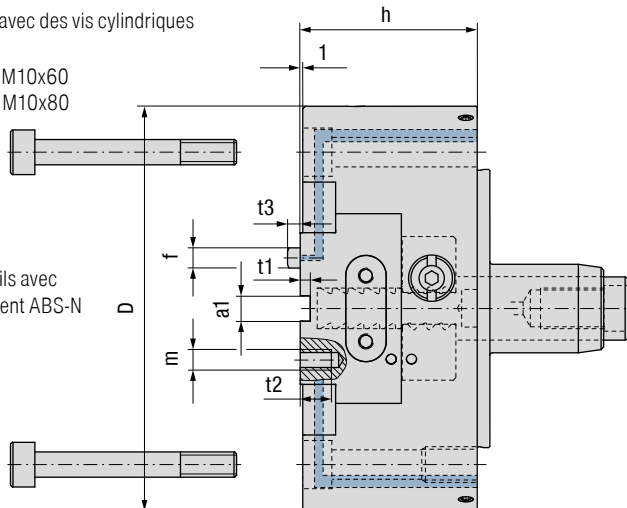 avec des vis cylindriques
M10x60
M10x80
h
1
t3
f
t1
ils avec
ent ABS-N
D
a1
m
t2